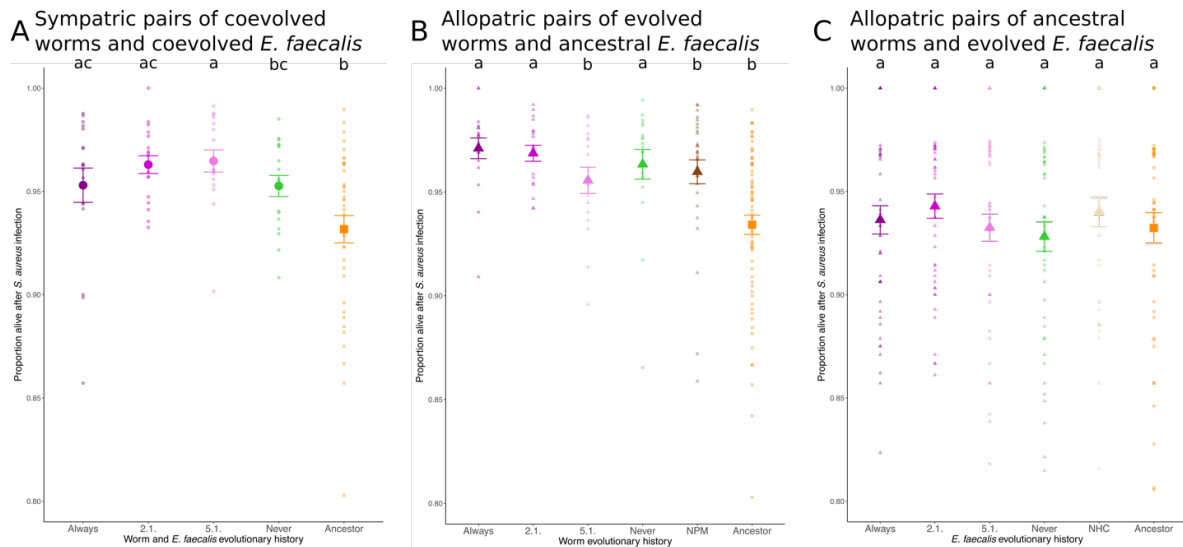 A Sympatric pairs of coevolved
worms and coevolved E. faecalis
ac ac a bc b
1.00
0.95
0.90
0.85
0.80
Proportion alive after S. aureus infection
Always 2.1. 5.1. Never Ancestor
Worm and E. faecalis evolutionary history
B Allopatric pairs of evolved
worms and ancestral E. faecalis
a a b a b b
1.00
0.95
0.90
0.85
0.80
Proportion alive after S. aureus infection
Always 2.1. 5.1. Never NPM Ancestor
Worm evolutionary history
C Allopatric pairs of ancestral
worms and evolved E. faecalis
a a a a a a
1.00
0.95
0.90
0.85
0.80
Proportion alive after S. aureus infection
Always 2.1. 5.1. Never NHC Ancestor
E. faecalis evolutionary history